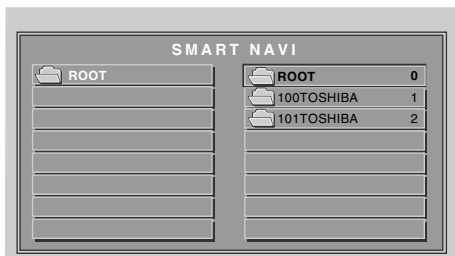 SMART NAVI
ROOT
ROOT 0
100TOSHIBA 1
101TOSHIBA 2